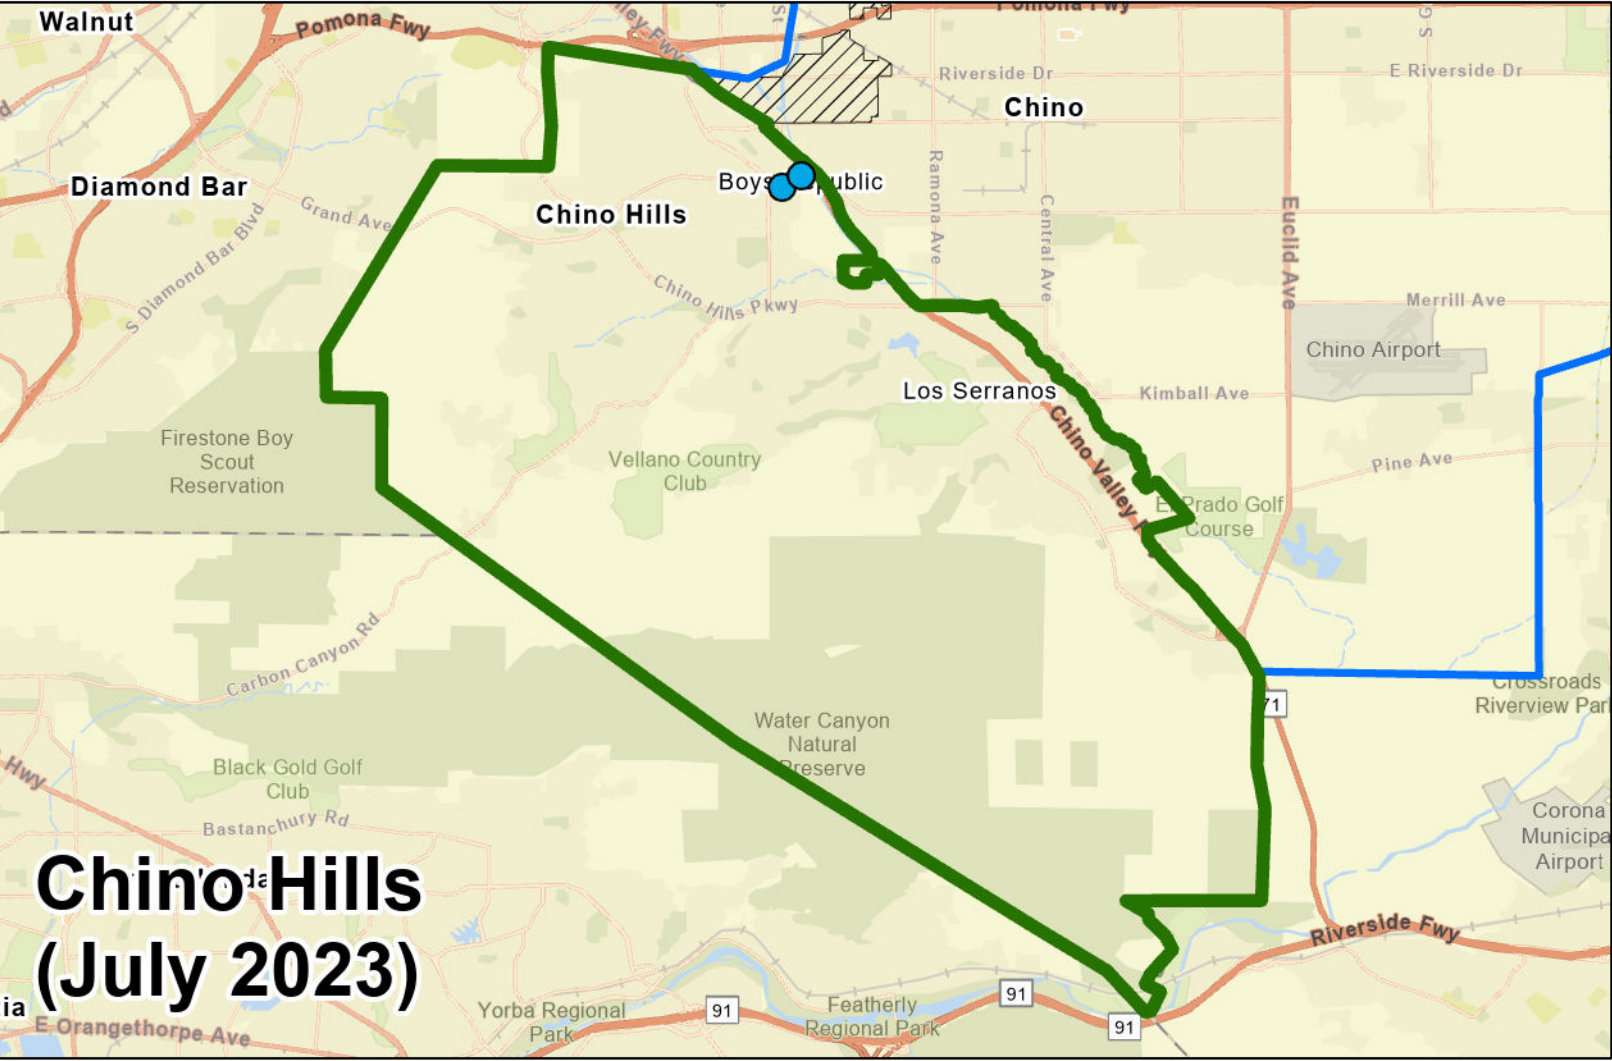 Walnut
Pomona Fwy
Riverside Dr
E Riverside Dr
Chino
Diamond Bar
Grand Ave
S Diamond Bar Blvd
Chino Hills
Ramona Ave
Central Ave
Euclid Ave
Chino Hills Pkwy
Merrill Ave
Chino Airport
Los Serranos
Kimball Ave
Chino Valley
Pine Ave
Firestone Boy
Scout
Reservation
Vellano Country
Club
El Prado Golf
Course
Carbon Canyon Rd
Water Canyon
Natural
Preserve
71
Crossroads
Riverview Par
Black Gold Golf
Club
Hwy
Bastanchury Rd
Corona
Municipa
Airport
Chino Hills
(July 2023)
Riverside Fwy
ia
E Orangethorpe Ave
Yorba Regional
Park
91
Featherly
Regional Park
91
91